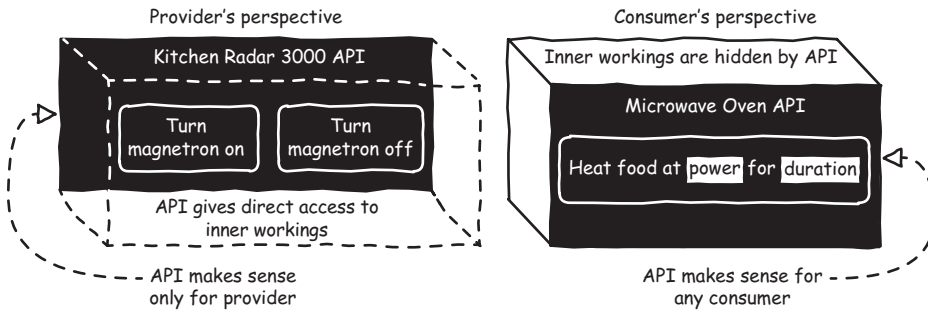 Provider's perspective
Kitchen Radar 3000 API
Turn
magnetron on
Turn
magnetron off
API gives direct access to
inner workings
API makes sense
only for provider
Consumer's perspective
Inner workings are hidden by API
Microwave Oven API
Heat food at power for duration
API makes sense for
any consumer